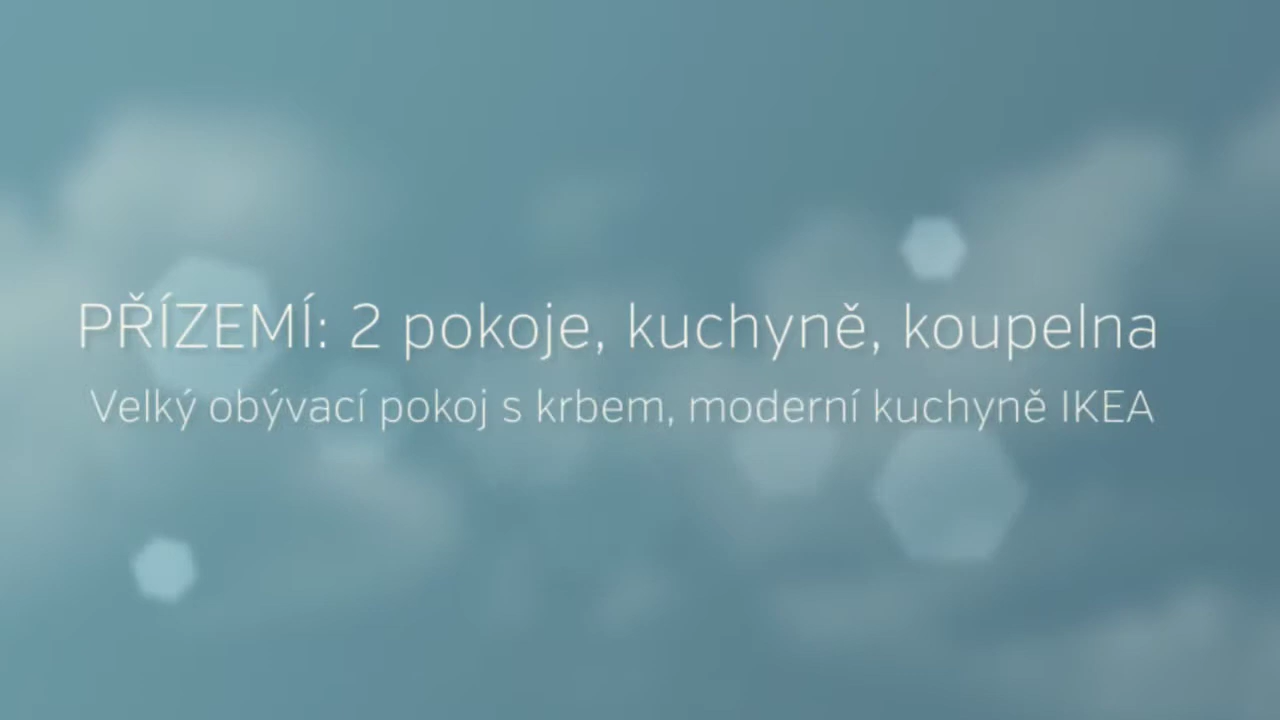 PŘÍZEMÍ: 2 pokoje, kuchyně, koupelna
Velký obývací pokoj s krbem, moderní kuchyně IKEA